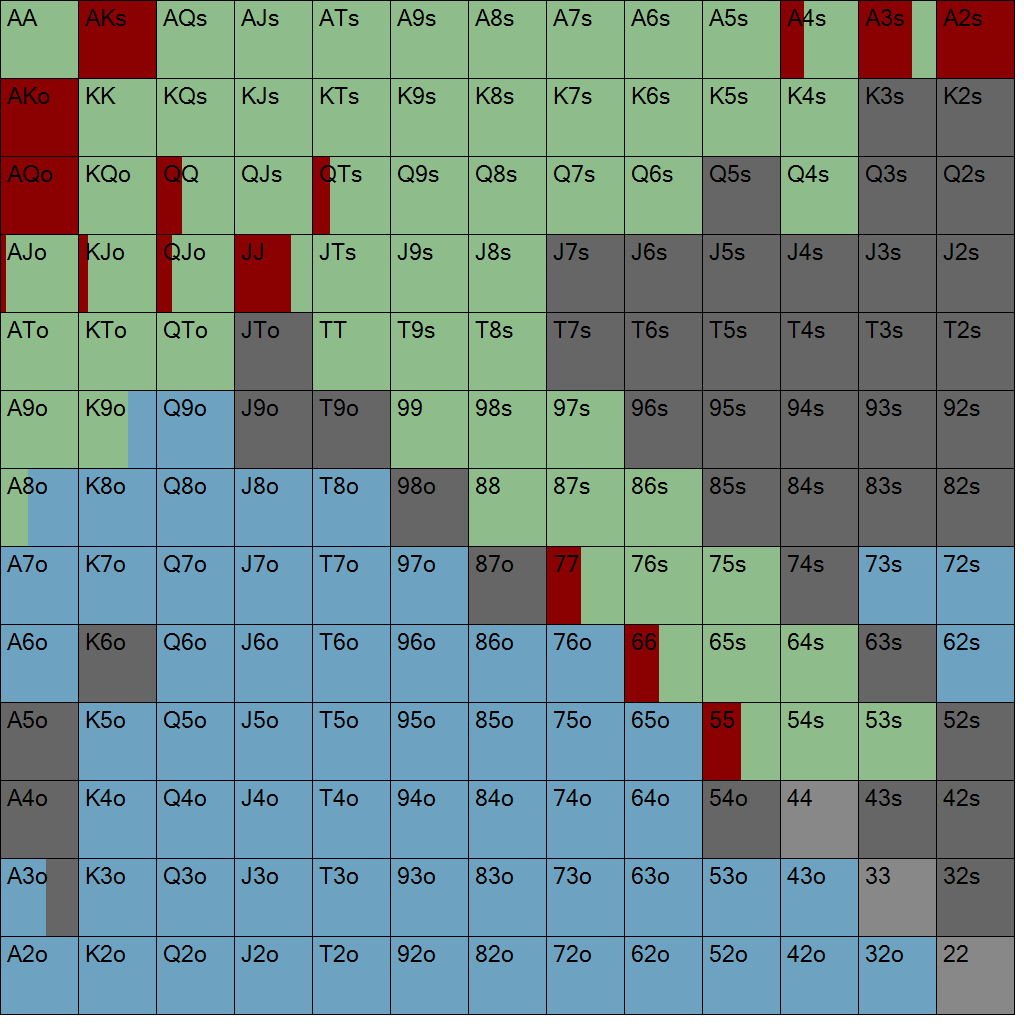 AA AKs AQs AJs ATs A9s A8s A7s A6s A5s A4s A3s A2s
AKo KK KQs KJs KTs K9s K8s K7s K6s K5s K4s K3s K2s
AQo KQo QQ QJs QTs Q9s Q8s Q7s Q6s Q5s Q4s Q3s Q2s
AJo KJo QJo JJ JTs J9s J8s J7s J6s J5s J4s J3s J2s
ATo KTo QTo JTo TT T9s T8s T7s T6s T5s T4s T3s T2s
A9o K9o Q9o J9o T9o 99 98s 97s 96s 95s 94s 93s 92s
A8o K8o Q8o J8o T8o 98o 88 87s 86s 85s 84s 83s 82s
A7o K7o Q7o J7o T7o 97o 87o 77 76s 75s 74s 73s 72s
A6o K6o Q6o J6o T6o 96o 86o 76o 66 65s 64s 63s 62s
A5o K5o Q5o J5o T5o 95o 85o 75o 65o 55 54s 53s 52s
A4o K4o Q4o J4o T4o 94o 84o 74o 64o 54o 44 43s 42s
A3o K3o Q3o J3o T3o 93o 83o 73o 63o 53o 43o 33 32s
A2o K2o Q2o J2o T2o 92o 82o 72o 62o 52o 42o 32o 22